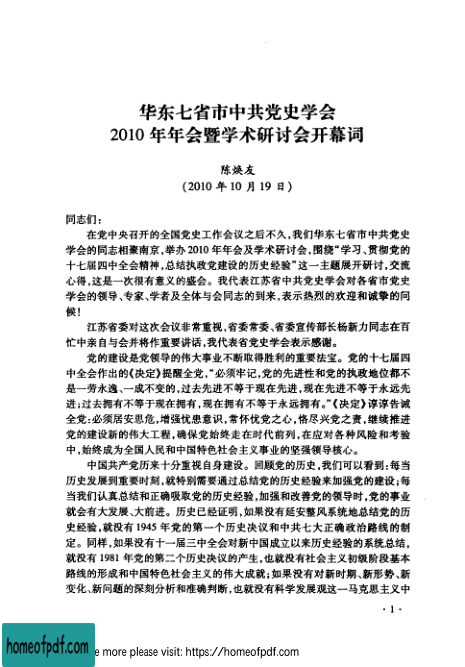 华东七省市中共党史学会
2010 年年会暨学术研讨会开幕词
陈焕友
(2010 年 10 月 19 日)
同志们：
在党中央召开的全国党史工作会议之后不久,我们华东七省市中共党史
学会的同志相聚南京,举办 2010 年年会及学术研讨会,围绕“学习、贯彻党的
十七届四中全会精神,总结执政党建设的历史经验”这一主题展开研讨,交流
心得,这是一次很有意义的盛会。我代表江苏省中共党史学会对各省市党史
学会的领导、专家、学者及全体与会同志的到来,表示热烈的欢迎和诚挚的问
候!
江苏省委对这次会议非常重视,省委常委、省委宣传部长杨新力同志在百
忙中亲自与会并将作重要讲话,我代表省党史学会表示感谢。
党的建设是党领导的伟大事业不断取得胜利的重要法宝。党的十七届四
中全会作出的《决定》提醒全党,“必须牢记,党的先进性和党的执政地位都不
是一劳永逸、一成不变的,过去先进不等于现在先进,现在先进不等于永远先
进;过去拥有不等于现在拥有,现在拥有不等于永远拥有。”《决定》谆谆告诫
全党:必须居安思危,增强忧患意识,常怀忧党之心,恪尽兴党之责,继续推进
党的建设新的伟大工程,确保党始终走在时代前列,在应对各种风险和考验
中,始终成为全国人民和中国特色社会主义事业的坚强领导核心。
中国共产党历来十分重视自身建设。回顾党的历史,我们可以看到:每当
历史发展到重要时刻,就特别需要通过总结党的历史经验来加强党的建设;每
当我们认真总结和正确吸取党的历史经验,加强和改善党的领导时,党的事业
就会有大发展、大前进。历史已经证明,如果没有延安整风系统地总结党的历
史经验,就没有 1945 年党的第一个历史决议和中共七大正确政治路线的制
定。同样,如果没有十一届三中全会对新中国成立以来历史经验的系统总结,
就没有 1981 年党的第二个历史决议的产生,也就没有社会主义初级阶段基本
路线的形成和中国特色社会主义的伟大成就;如果没有对新时期、新形势、新
变化、新问题的深刻分析和准确判断,也就没有科学发展观这一马克思主义中
· 1 ·
homeofpdf.com
e more please visit: https://homeofpdf.com